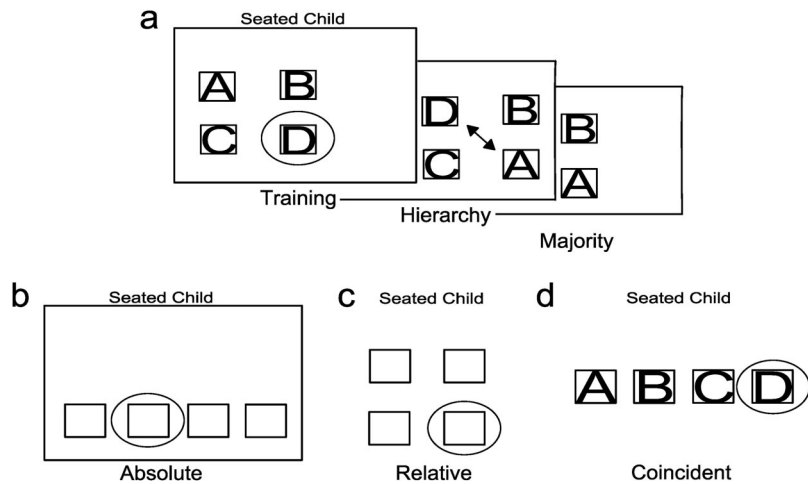 a
Seated Child
A B
C D
Training
D B
C A
Hierarchy
B
A
Majority
b
Seated Child
Absolute
c
Seated Child
Relative
d
Seated Child
A B C D
Coincident